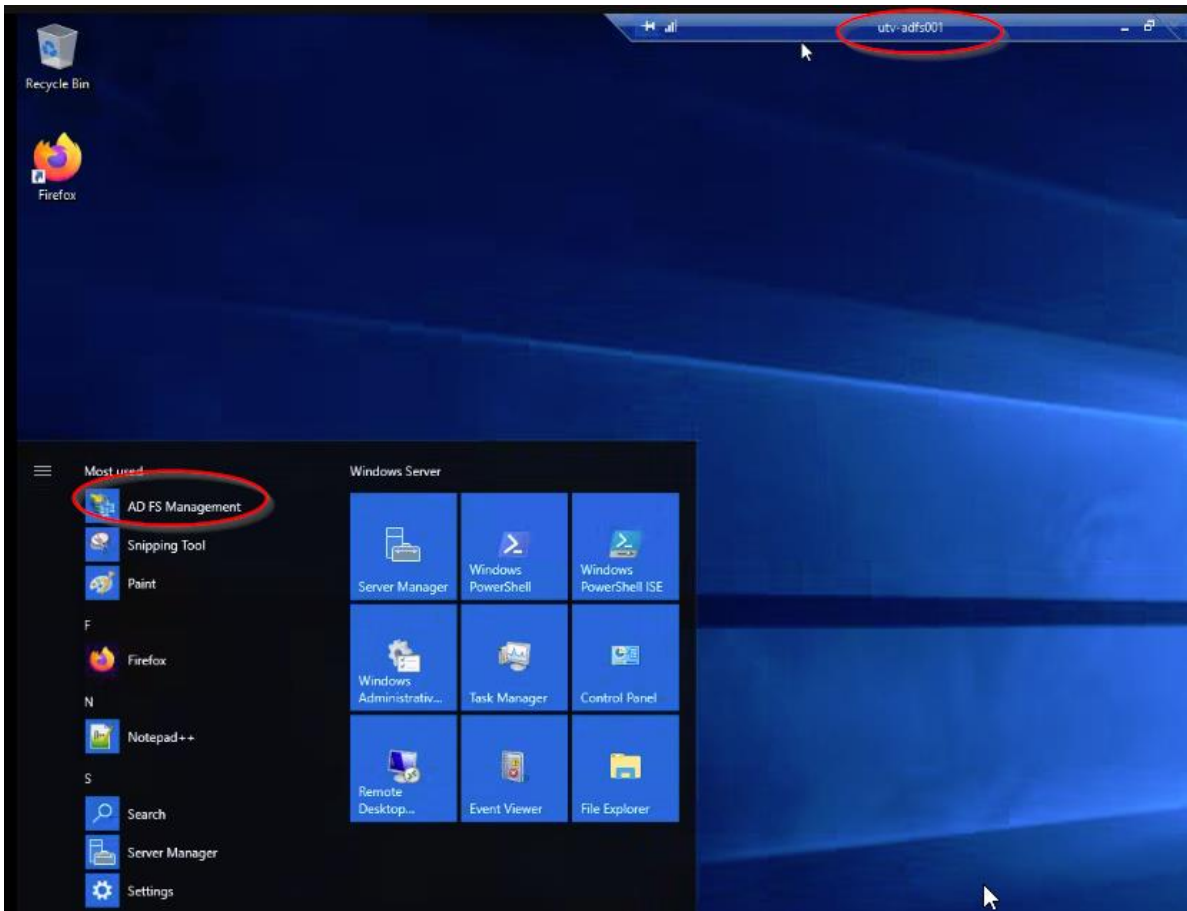 utv-adfs001
Recycle Bin
Firefox
Most used
AD FS Management
Snipping Tool
Paint
F
Firefox
N
Notepad++
S
Search
Server Manager
Settings
Windows Server
Server Manager
Windows
PowerShell
Windows
PowerShell ISE
Windows
Administrativ...
Task Manager
Control Panel
Remote
Desktop...
Event Viewer
File Explorer